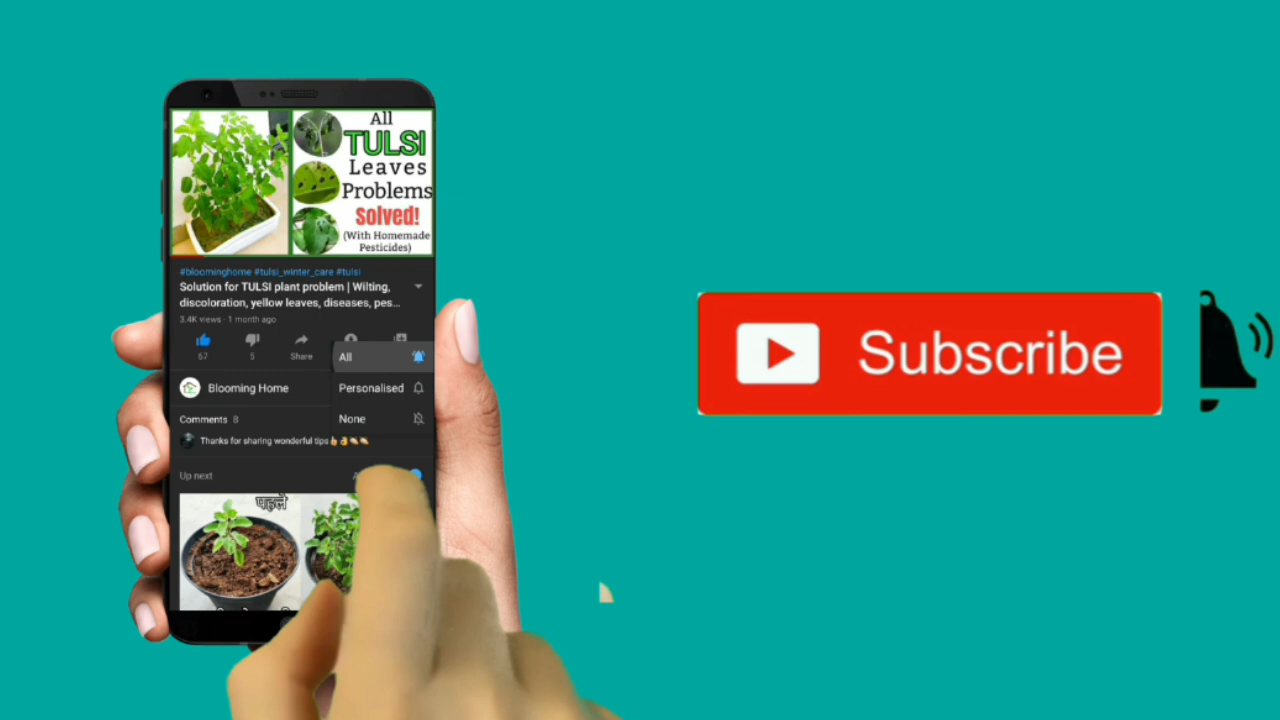 All
TULSI
Leaves
Problems
Solved!
(With Homemade
Pesticides)
#bloominghome #tulsi_winter_care #tulsi
Solution for TULSI plant problem | Wilting,
discoloration, yellow leaves, diseases, pes...
3.4K views · 1 month ago
67
5
Share
All
Personalised
None
Blooming Home
Comments 8
Thanks for sharing wonderful tips👍👌👏👏
Up next
पहले
Subscribe